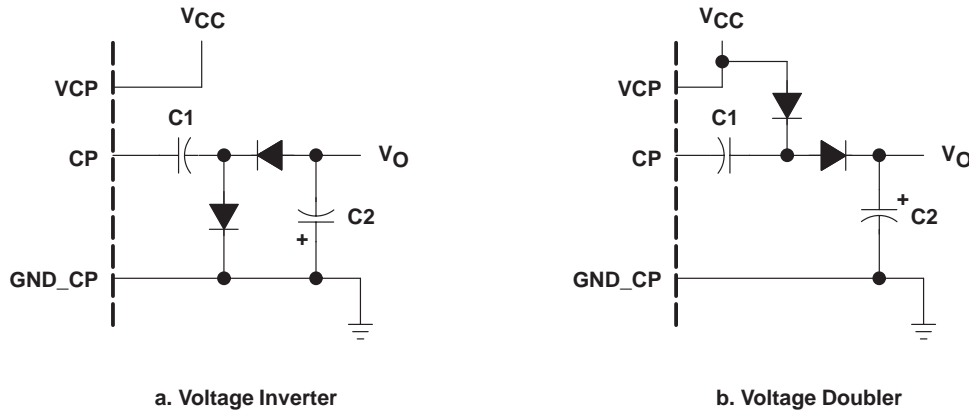 VCC
VCP
C1
CP
VO
C2
+
GND_CP
a. Voltage Inverter
VCC
VCP
C1
CP
VO
+
C2
GND_CP
b. Voltage Doubler